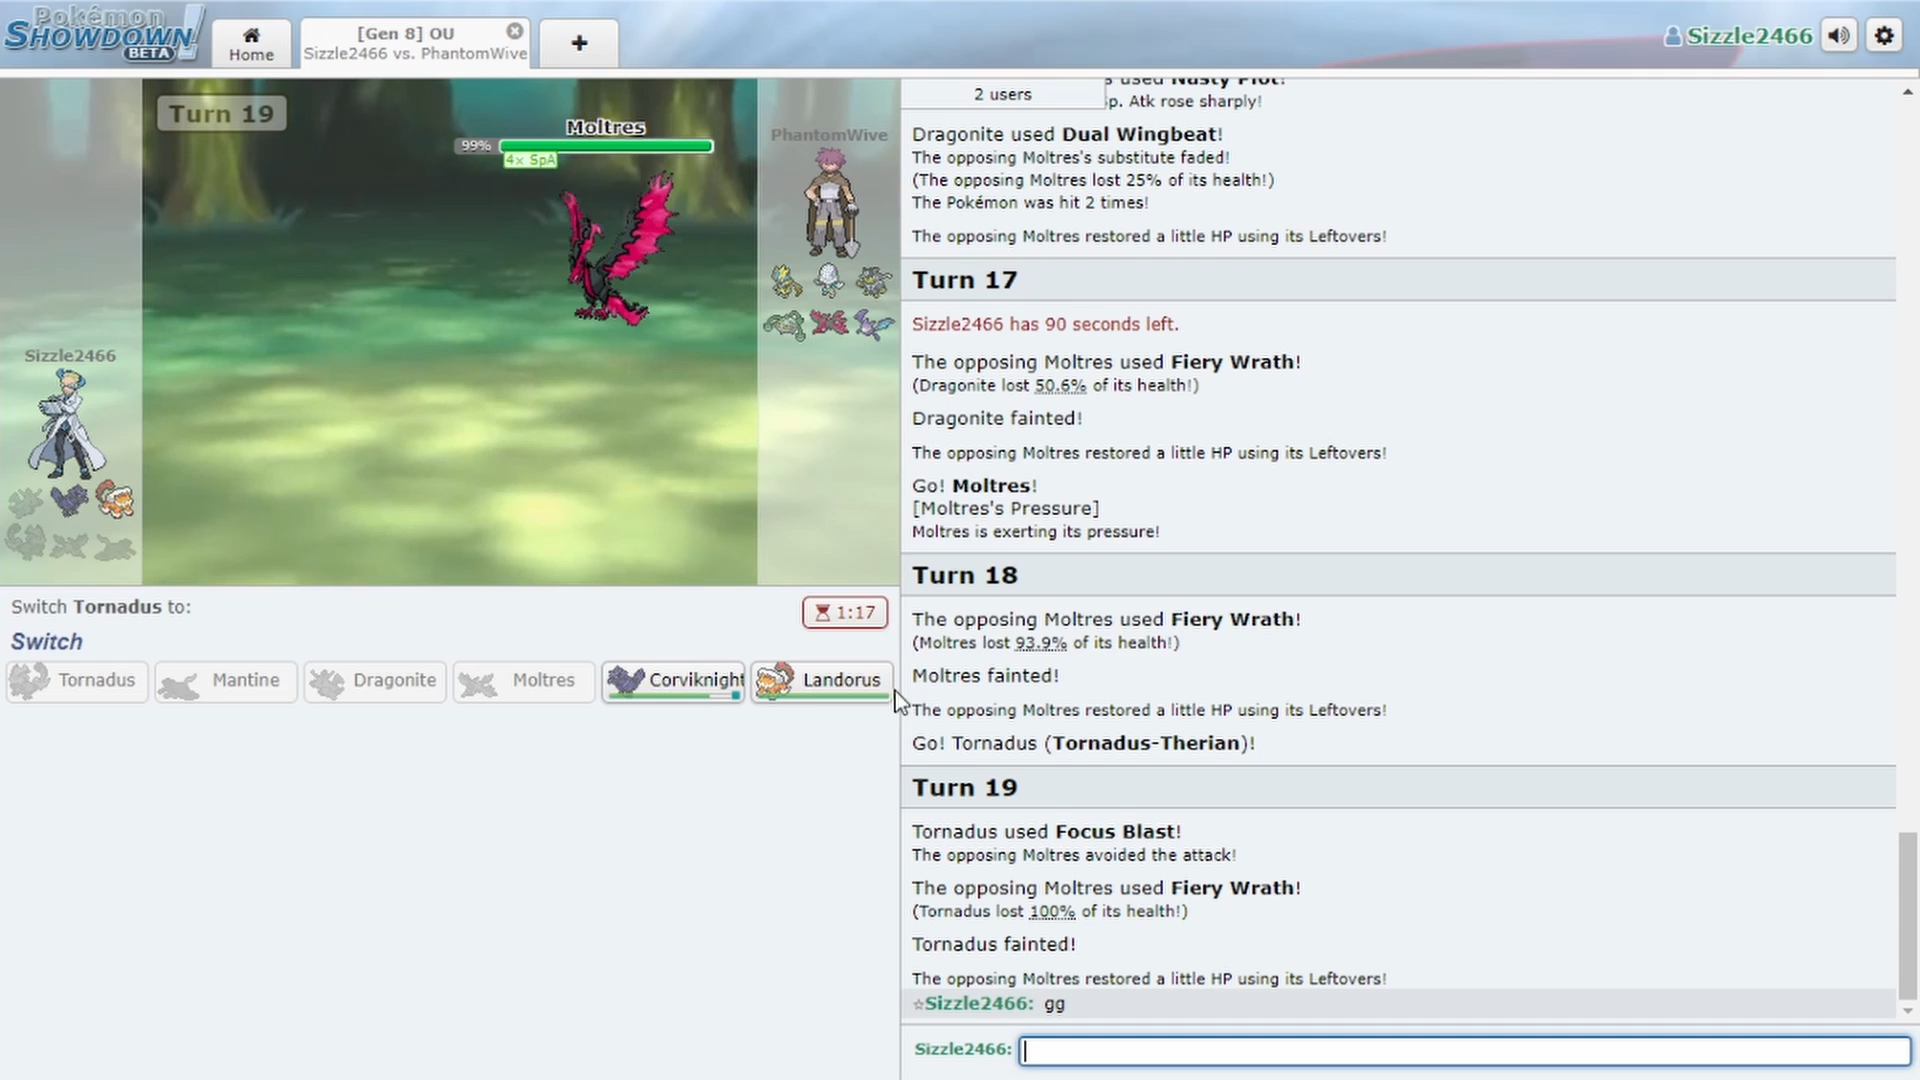 Pokémon
SHOWDOWN!
BETA
Home
[Gen 8] OU
Sizzle2466 vs. PhantomWive
+
Sizzle2466
Turn 19
Moltres
99%
4x SpA
PhantomWive
Sizzle2466
Switch Tornadus to:
1:17
Switch
Tornadus
Mantine
Dragonite
Moltres
Corviknight
Landorus
2 users
s used Nasty Plot!
Sp. Atk rose sharply!
Dragonite used Dual Wingbeat!
The opposing Moltres's substitute faded!
(The opposing Moltres lost 25% of its health!)
The Pokémon was hit 2 times!
The opposing Moltres restored a little HP using its Leftovers!
Turn 17
Sizzle2466 has 90 seconds left.
The opposing Moltres used Fiery Wrath!
(Dragonite lost 50.6% of its health!)
Dragonite fainted!
The opposing Moltres restored a little HP using its Leftovers!
Go! Moltres!
[Moltres's Pressure]
Moltres is exerting its pressure!
Turn 18
The opposing Moltres used Fiery Wrath!
(Moltres lost 93.9% of its health!)
Moltres fainted!
The opposing Moltres restored a little HP using its Leftovers!
Go! Tornadus (Tornadus-Therian)!
Turn 19
Tornadus used Focus Blast!
The opposing Moltres avoided the attack!
The opposing Moltres used Fiery Wrath!
(Tornadus lost 100% of its health!)
Tornadus fainted!
The opposing Moltres restored a little HP using its Leftovers!
☆Sizzle2466: gg
Sizzle2466: